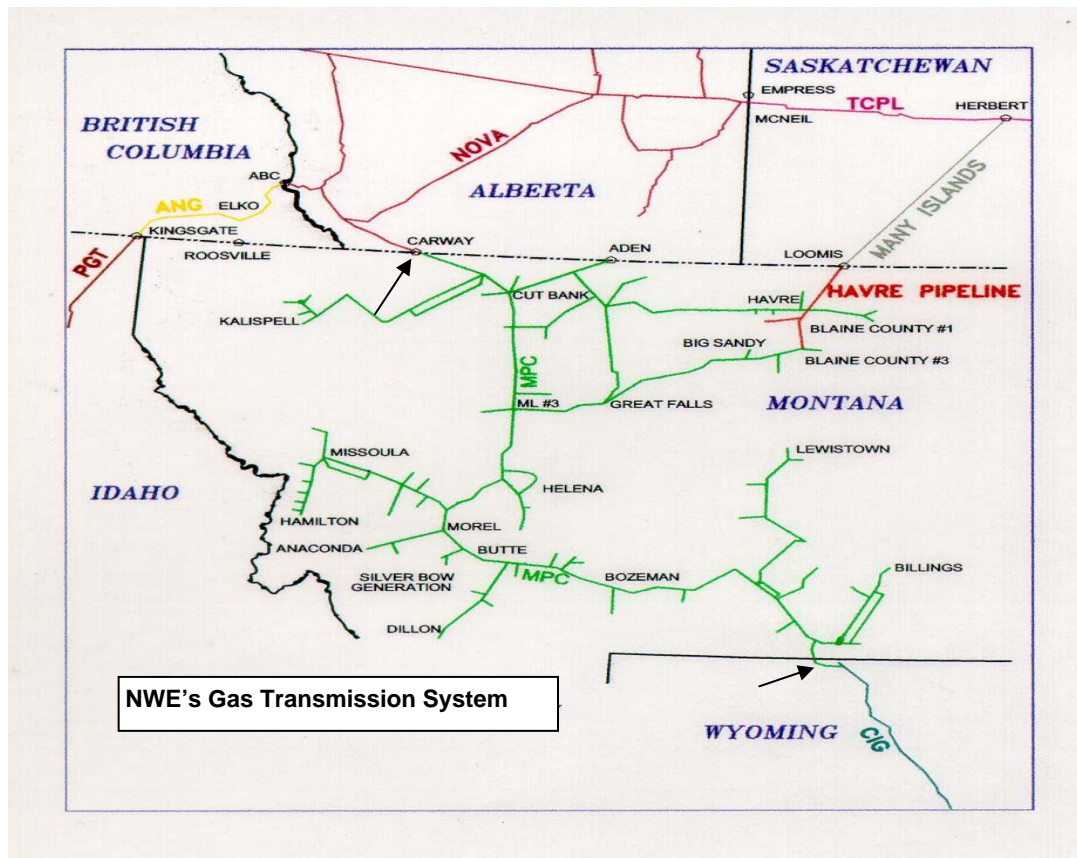 SASKATCHEWAN
EMPRESS
TCPL
HERBERT
MCNEIL
BRITISH
COLUMBIA
NOVA
ABC
ALBERTA
MANY ISLANDS
ANG
ELKO
KINGSGATE
CARWAY
ADEN
LOOMIS
ROOSVILLE
PGT
HAVRE PIPELINE
CUT BANK
HAVRE
KALISPELL
BLAINE COUNTY #1
BIG SANDY
BLAINE COUNTY #3
MPC
ML #3
GREAT FALLS
MONTANA
MISSOULA
LEWISTOWN
IDAHO
HELENA
HAMILTON
MOREL
ANACONDA
BUTTE
SILVER BOW
GENERATION
MPC
BOZEMAN
BILLINGS
DILLON
NWE's Gas Transmission System
WYOMING
CIG